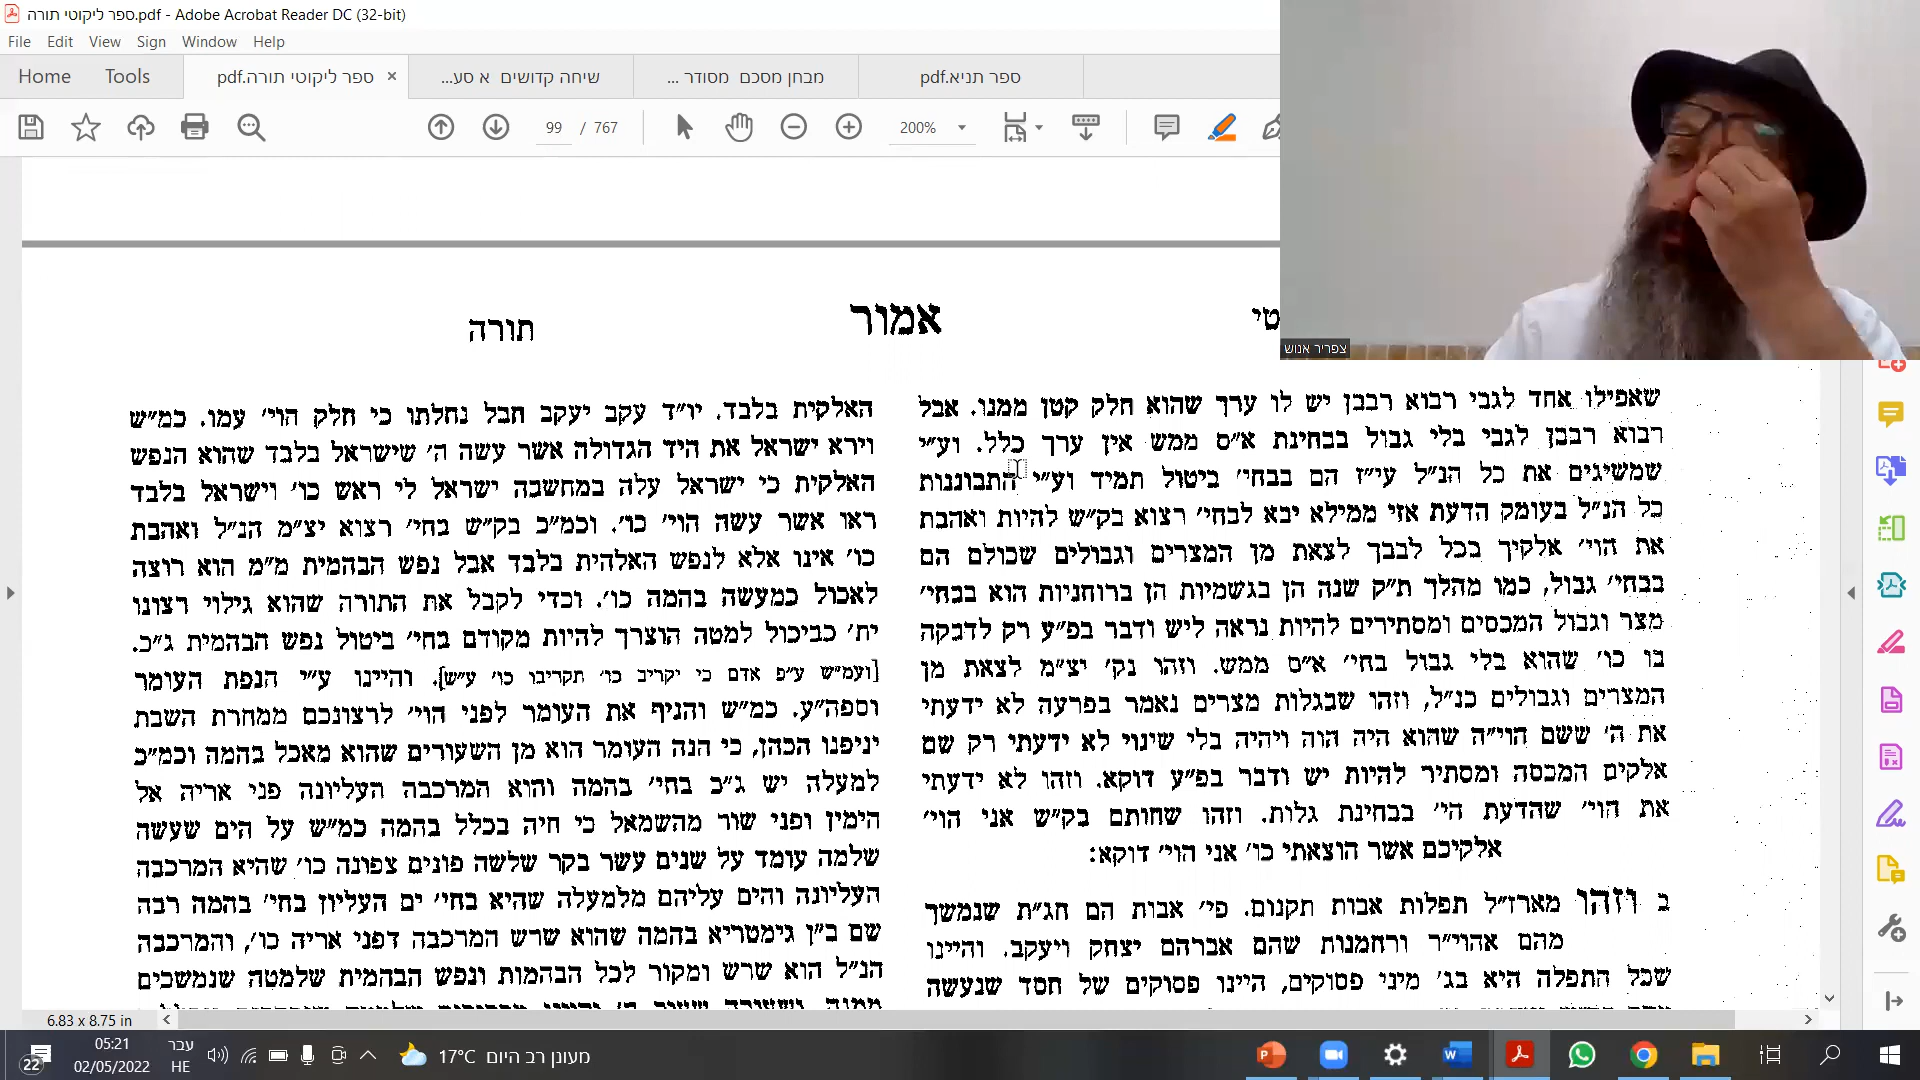 ספר ליקוטי תורה.pdf - Adobe Acrobat Reader DC (32-bit)
File Edit View Sign Window Help
Home Tools
ספר ליקוטי תורה.pdf ×
שיחה קדושים א סע...
מבחן מסכם מסודר ...
ספר תניא.pdf
99 / 767
200%
צפריר אנוש
טי
אמור
תורה
שאפילו אחד לגבי רבוא רבבן יש לו ערך שהוא חלק קטן ממנו. אבל
רבוא רבבן לגבי בלי גבול בבחינת א״ס ממש אין ערך כלל. וע״י
שמשיגים את כל הנ״ל עי״ז הם בבחי׳ ביטול תמיד וע״י התבוננות
כל הנ״ל בעומק הדעת אזי ממילא יבא לבחי׳ רצוא בק״ש להיות ואהבת
את הוי׳ אלקיך בכל לבבך לצאת מן המצרים וגבולים שכולם הם
בבחי׳ גבול, כמו מהלך ת״ק שנה הן בגשמיות הן ברוחניות הוא בבחי׳
מצר וגבול המכסים ומסתירים להיות נראה ליש ודבר בפ״ע רק לדבקה
בו כו׳ שהוא בלי גבול בחי׳ א״ס ממש. וזהו נק׳ יצ״מ לצאת מן
המצרים וגבולים כנ״ל, וזהו שבגלות מצרים נאמר בפרעה לא ידעתי
את ה׳ ששם הוי״ה שהוא היה הוה ויהיה בלי שינוי לא ידעתי רק שם
אלקים המכסה ומסתיר להיות יש ודבר בפ״ע דוקא. וזהו לא ידעתי
את הוי׳ שהדעת הי׳ בבחינת גלות. וזהו שחותם בק״ש אני הוי׳
אלקיכם אשר הוצאתי כו׳ אני הוי׳ דוקא:
ב וזהו מארז״ל תפלות אבות תקנום. פי׳ אבות הם חג״ת שנמשך
מהם אהוי״ר ורחמנות שהם אברהם יצחק ויעקב. והיינו
שכל התפלה היא בג׳ מיני פסוקים, היינו פסוקים של חסד שנעשה
האלקית בלבד. יו״ד עקב יעקב חבל נחלתו כי חלק הוי׳ עמו. כמ״ש
וירא ישראל את היד הגדולה אשר עשה ה׳ שישראל בלבד שהוא הנפש
האלקית כי ישראל עלה במחשבה ישראל לי ראש כו׳ וישראל בלבד
ראו אשר עשה הוי׳ כו׳. וכמ״כ בק״ש בחי׳ רצוא יצ״מ הנ״ל ואהבת
כו׳ אינו אלא לנפש האלהית בלבד אבל נפש הבהמית מ״מ הוא רוצה
לאכול כמעשה בהמה כו׳. וכדי לקבל את התורה שהוא גילוי רצונו
ית׳ כביכול למטה הוצרך להיות מקודם בחי׳ ביטול נפש הבהמית ג״כ.
[ועמ״ש ע״פ אדם כי יקריב כו׳ תקריבו כו׳ ע״ש]. והיינו ע״י הנפת העומר
וספה״ע. כמ״ש והניף את העומר לפני הוי׳ לרצונכם ממחרת השבת
יניפנו הכהן, כי הנה העומר הוא מן השעורים שהוא מאכל בהמה וכמ״כ
למעלה יש ג״כ בחי׳ בהמה והוא המרכבה העליונה פני אריה אל
הימין ופני שור מהשמאל כי חיה בכלל בהמה כמ״ש על הים שעשה
שלמה עומד על שנים עשר בקר שלשה פונים צפונה כו׳ שהיא המרכבה
העליונה והים עליהם מלמעלה שהיא בחי׳ ים העליון בחי׳ בהמה רבה
שם ב״ן גימטריא בהמה שהוא שרש המרכבה דפני אריה כו׳, והמרכבה
הנ״ל הוא שרש ומקור לכל הבהמות ונפש הבהמית שלמטה שנמשכים
6.83 x 8.75 in
22
05:21
02/05/2022
עבר
HE
17°C מעונן רב היום